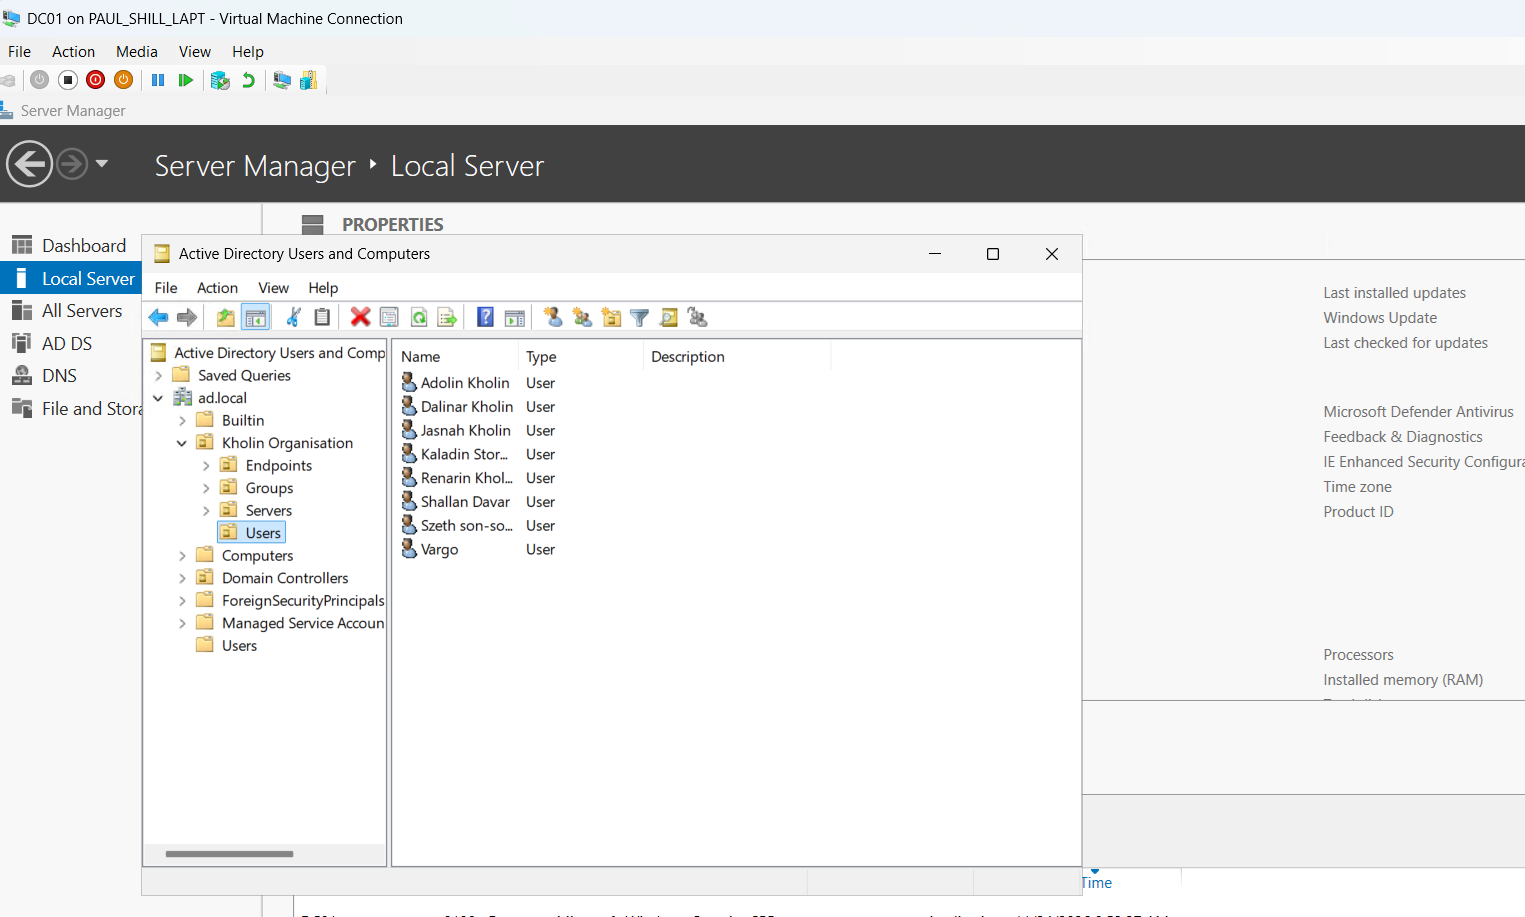 DC01 on PAUL_SHILL_LAPT - Virtual Machine Connection
File Action Media View Help
Server Manager
Server Manager Local Server
PROPERTIES
Dashboard
Local Server
All Servers
AD DS
DNS
File and Stora
Active Directory Users and Computers
File Action View Help
Active Directory Users and Comp
Saved Queries
ad.local
Builtin
Kholin Organisation
Endpoints
Groups
Servers
Users
Computers
Domain Controllers
ForeignSecurityPrincipals
Managed Service Accoun
Users
Name Type Description
Adolin Kholin User
Dalinar Kholin User
Jasnah Kholin User
Kaladin Stor... User
Renarin Khol... User
Shallan Davar User
Szeth son-so... User
Vargo User
Last installed updates
Windows Update
Last checked for updates
Microsoft Defender Antivirus
Feedback & Diagnostics
IE Enhanced Security Configura
Time zone
Product ID
Processors
Installed memory (RAM)
Time